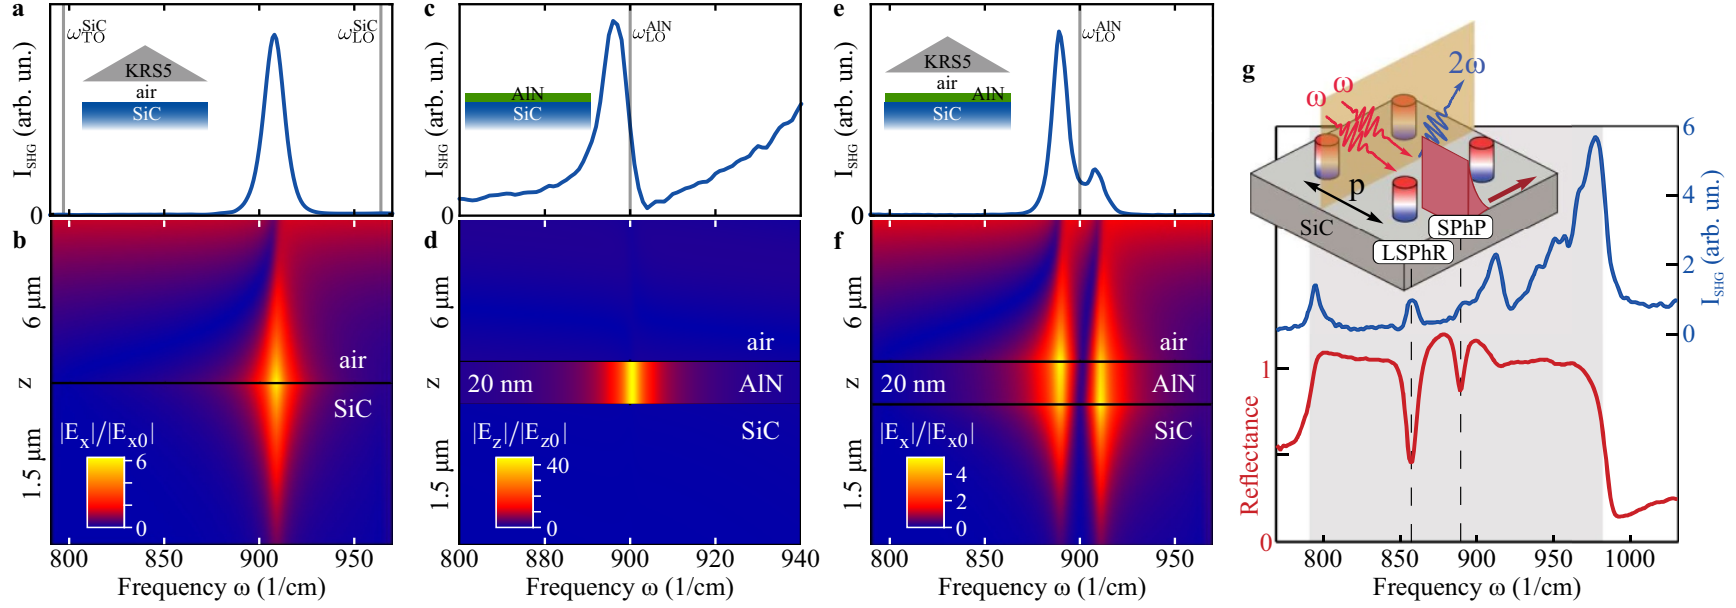 a
I_SHG (arb. un.)
0
ω_TO^SiC
ω_LO^SiC
KRS5
air
SiC
b
z
6 μm
1.5 μm
air
SiC
|E_x|/|E_x0|
6
0
800 850 900 950
Frequency ω (1/cm)
c
I_SHG (arb. un.)
0
ω_LO^AlN
AlN
SiC
d
z
6 μm
1.5 μm
air
20 nm
AlN
SiC
|E_z|/|E_z0|
40
0
800 880 900 920 940
Frequency ω (1/cm)
e
I_SHG (arb. un.)
0
ω_LO^AlN
KRS5
air
AlN
SiC
f
6 μm
1.5 μm
air
20 nm
AlN
SiC
|E_x|/|E_x0|
4
2
0
800 850 900 950
Frequency ω (1/cm)
g
ω
ω
2ω
p
SiC
SPhP
LSPhR
6
4
2
0
I_SHG (arb. un.)
1
0
Reflectance
800 850 900 950 1000
Frequency ω (1/cm)